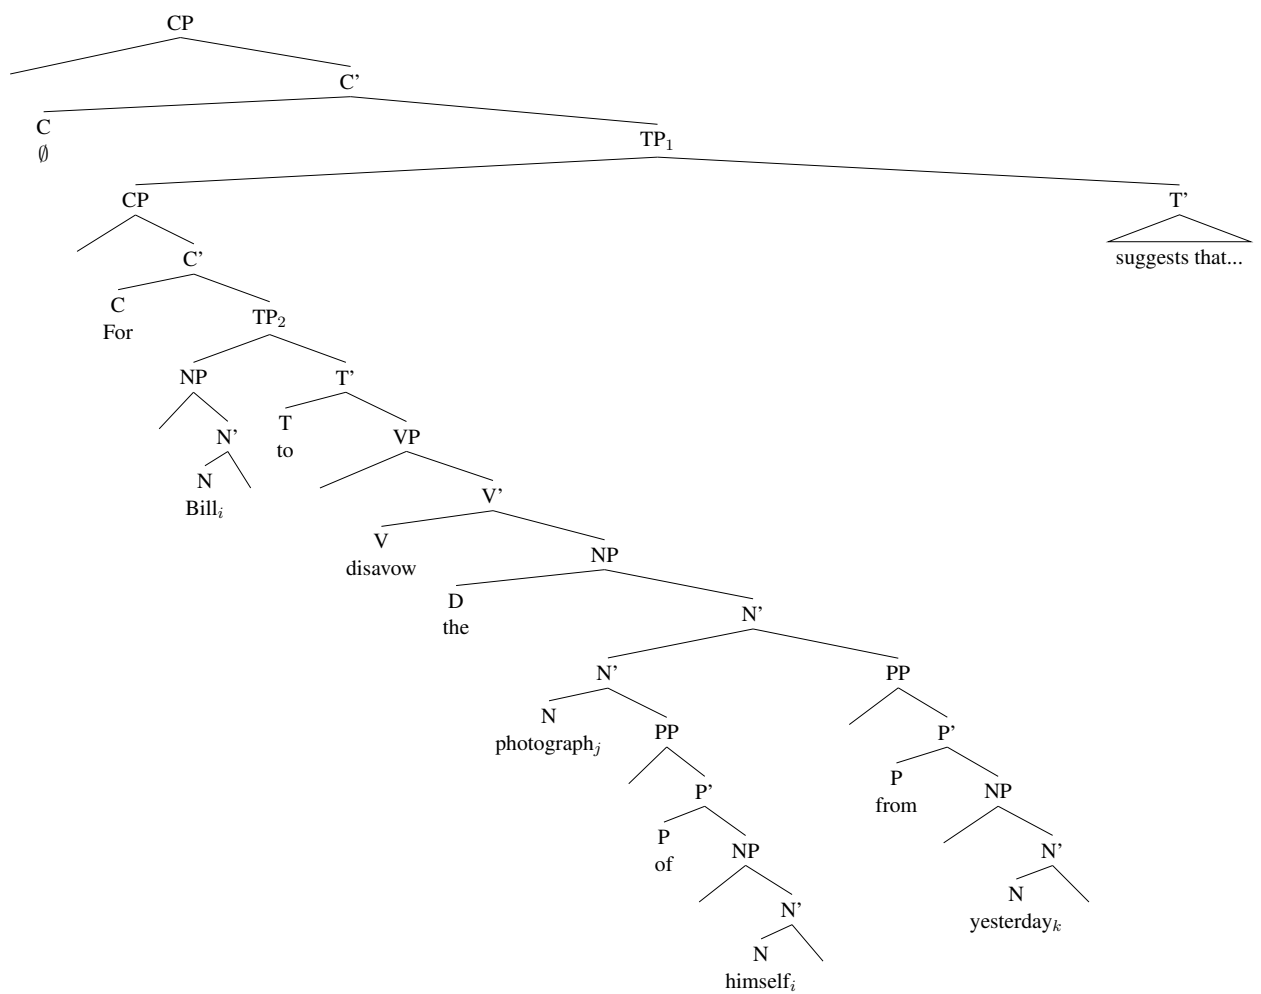 CP
C'
C
∅
TP₁
CP
T'
suggests that...
C'
C
For
TP₂
NP
T'
N'
T
to
VP
N
Billᵢ
V'
V
disavow
NP
D
the
N'
N'
PP
N
photographⱼ
PP
P'
P'
P
from
NP
P
of
NP
N'
N
yesterdayₖ
N'
N
himselfᵢ